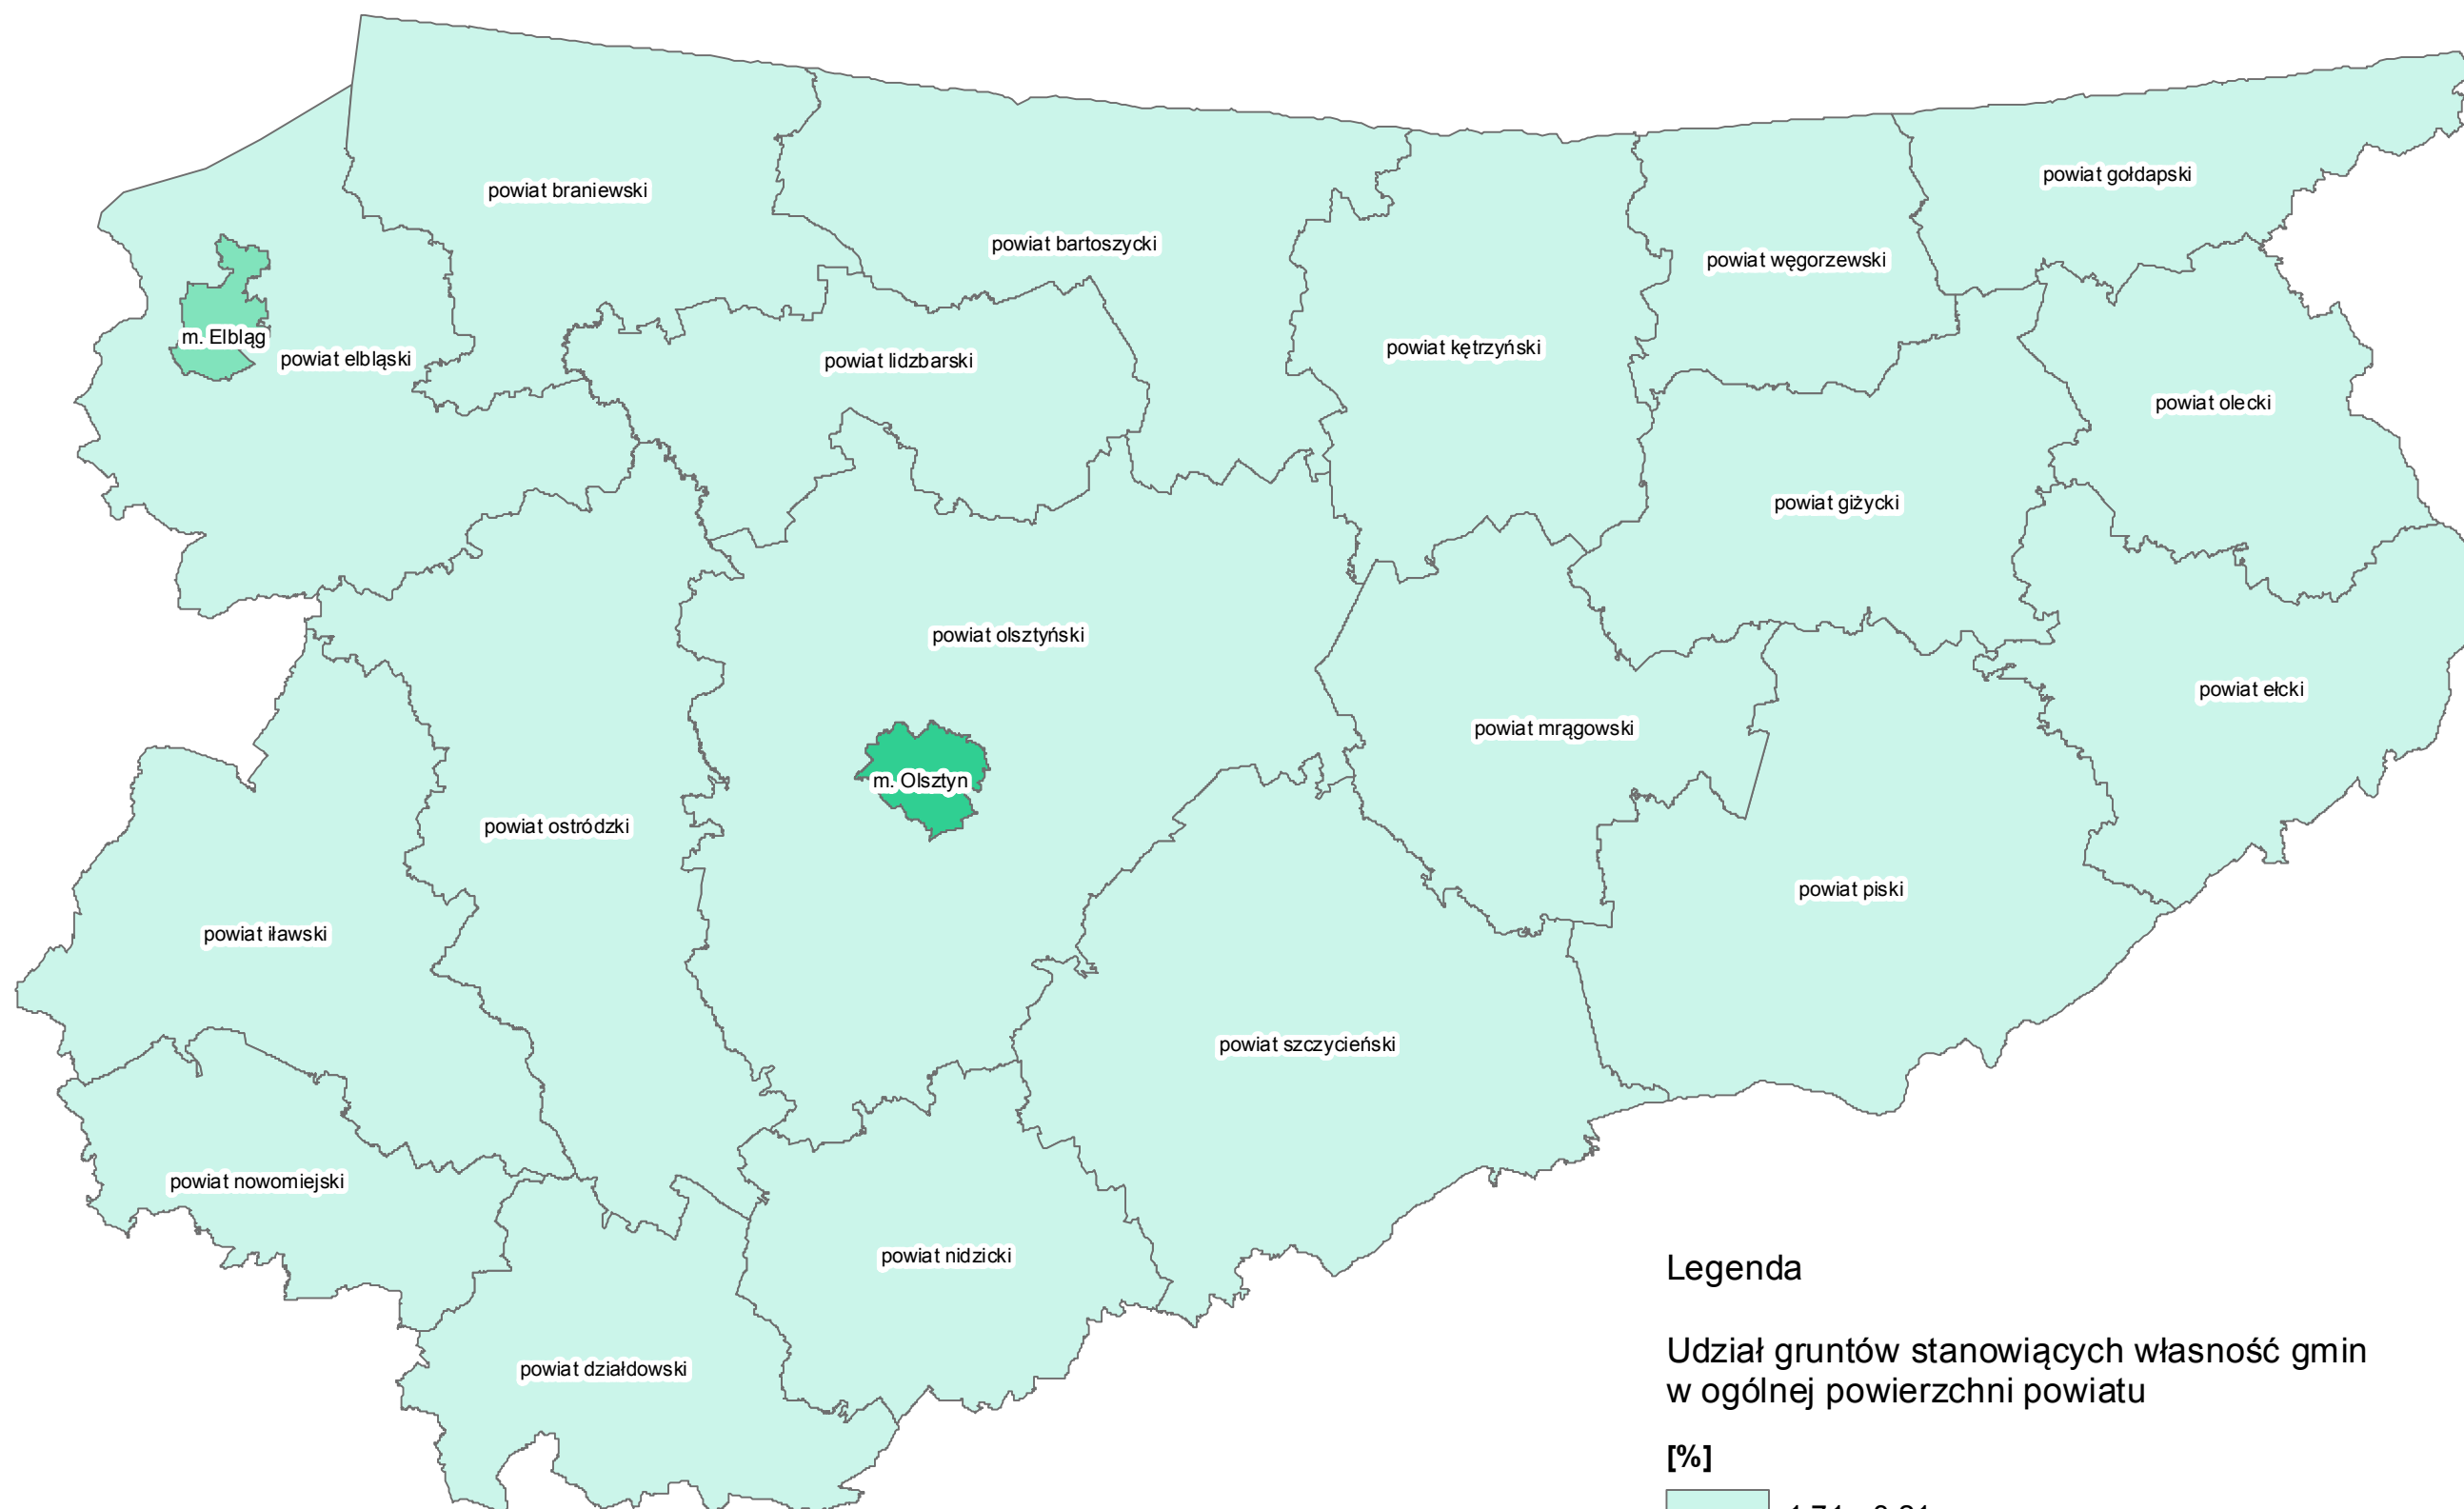 powiat braniewski
powiat gołdapski
powiat bartoszycki
powiat węgorzewski
m. Elbląg
powiat elbląski
powiat lidzbarski
powiat kętrzyński
powiat olecki
powiat giżycki
powiat olsztyński
powiat ełcki
powiat mrągowski
m. Olsztyn
powiat ostródzki
powiat piski
powiat iławski
powiat szczycieński
powiat nowomiejski
powiat nidzicki
powiat działdowski
Legenda
Udział gruntów stanowiących własność gmin
w ogólnej powierzchni powiatu
[%]